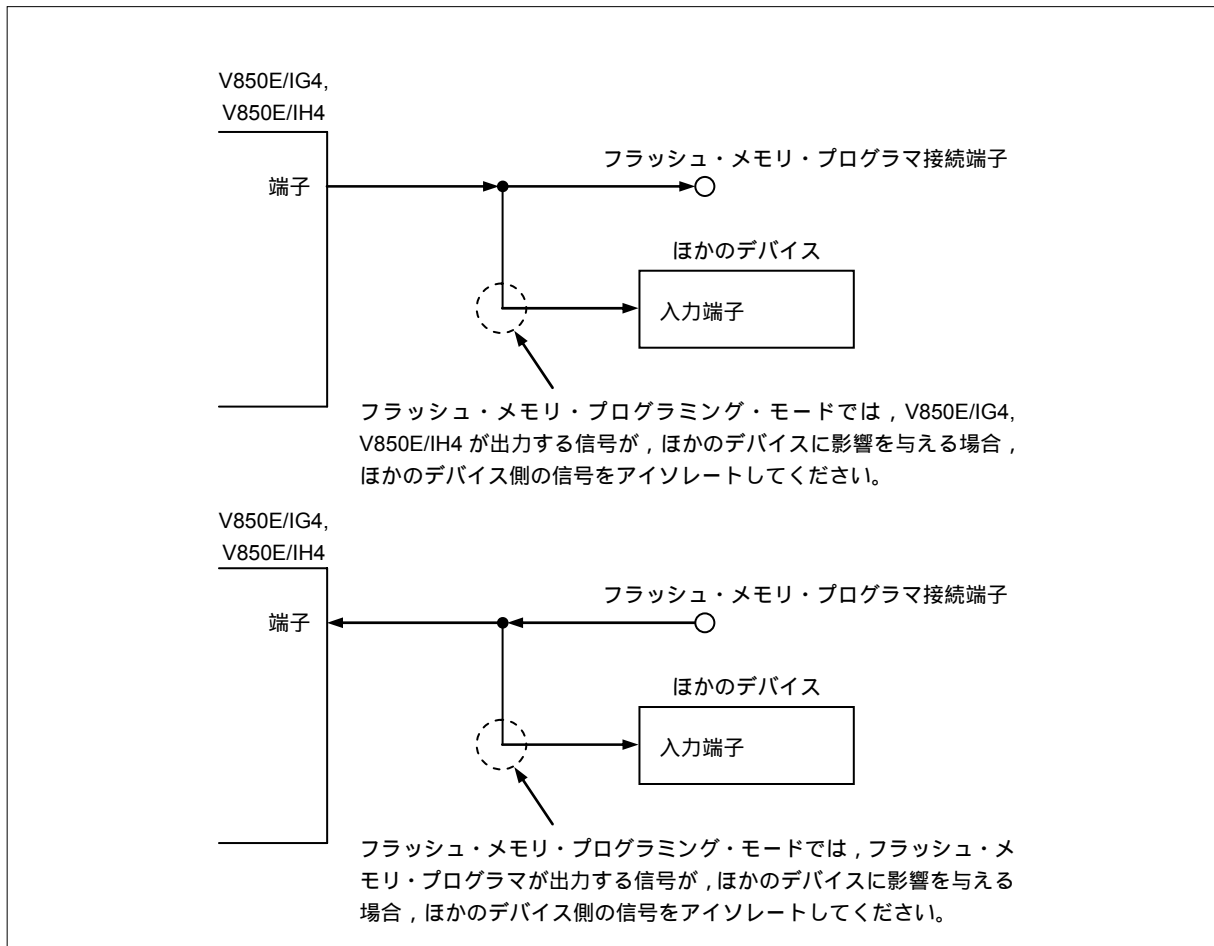 V850E/IG4,
V850E/IH4
端子
フラッシュ・メモリ・プログラマ接続端子
ほかのデバイス
入力端子
フラッシュ・メモリ・プログラミング・モードでは，V850E/IG4,
V850E/IH4 が出力する信号が，ほかのデバイスに影響を与える場合，
ほかのデバイス側の信号をアイソレートしてください。
V850E/IG4,
V850E/IH4
端子
フラッシュ・メモリ・プログラマ接続端子
ほかのデバイス
入力端子
フラッシュ・メモリ・プログラミング・モードでは，フラッシュ・メ
モリ・プログラマが出力する信号が，ほかのデバイスに影響を与える
場合，ほかのデバイス側の信号をアイソレートしてください。